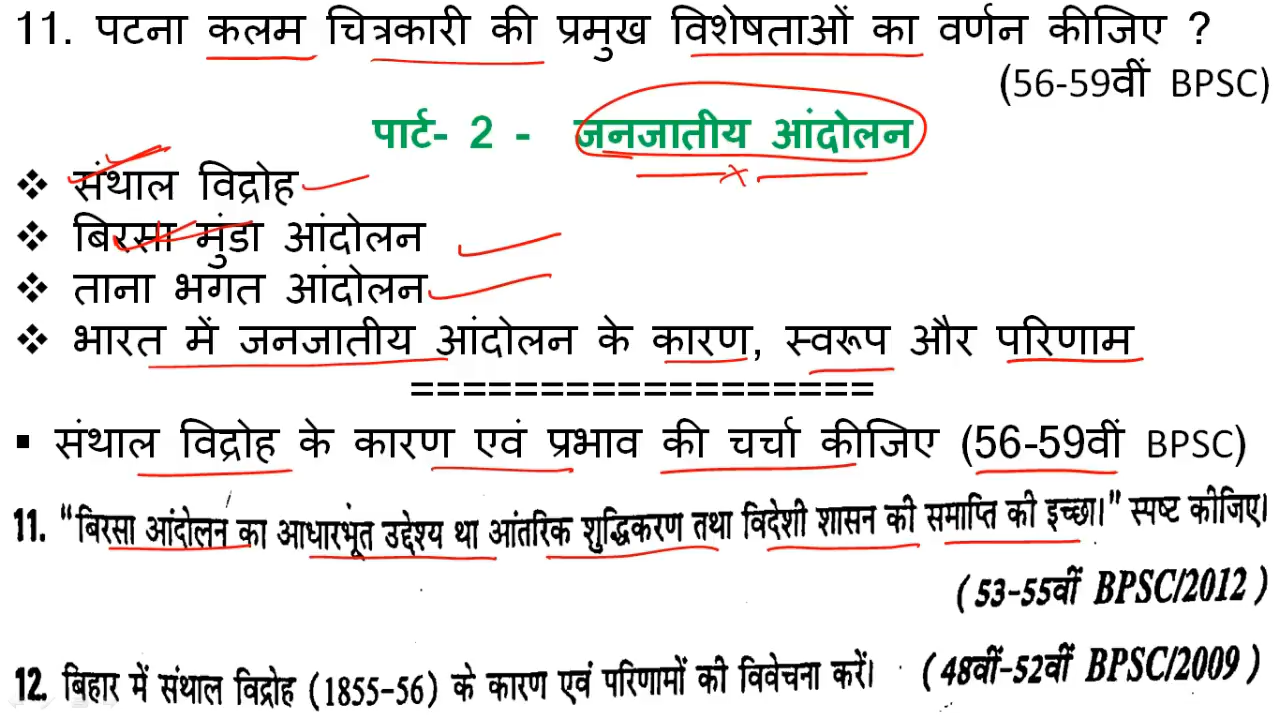 11. पटना कलम चित्रकारी की प्रमुख विशेषताओं का वर्णन कीजिए ?
(56-59वीं BPSC)
पार्ट- 2 - जनजातीय आंदोलन
❖ संथाल विद्रोह
❖ बिरसा मुंडा आंदोलन
❖ ताना भगत आंदोलन
❖ भारत में जनजातीय आंदोलन के कारण, स्वरूप और परिणाम
==================
▪ संथाल विद्रोह के कारण एवं प्रभाव की चर्चा कीजिए (56-59वीं BPSC)
11. “बिरसा आंदोलन का आधारभूंत उद्देश्य था आंतरिक शुद्धिकरण तथा विदेशी शासन की समाप्ति की इच्छा।” स्पष्ट कीजिए।
(53-55वीं BPSC/2012)
12. बिहार में संथाल विद्रोह (1855-56) के कारण एवं परिणामों की विवेचना करें। (48वीं-52वीं BPSC/2009)